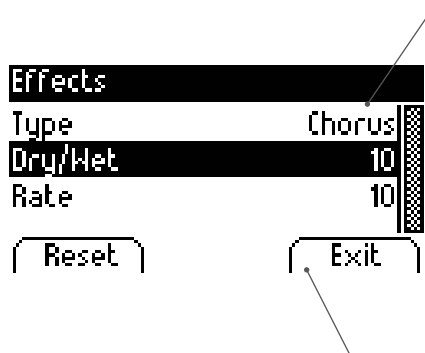 Effects
Type Chorus
Dry/Wet 10
Rate 10
Reset Exit